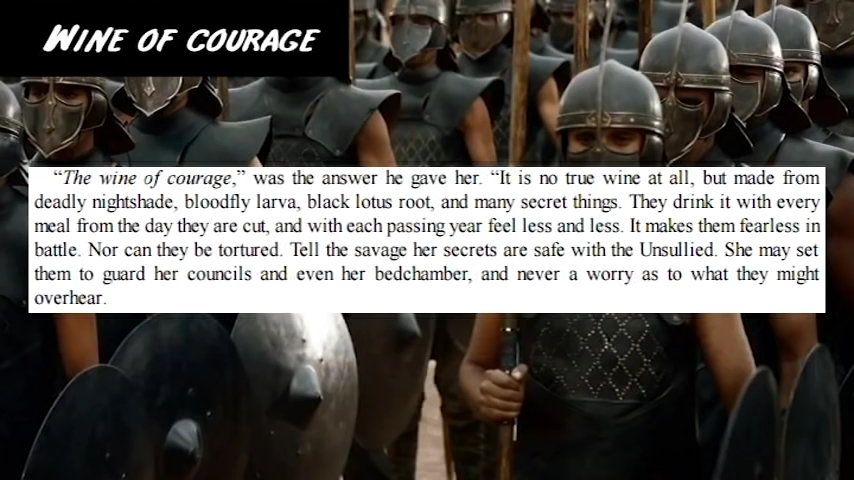 WINE OF COURAGE
“The wine of courage,” was the answer he gave her. “It is no true wine at all, but made from
deadly nightshade, bloodfly larva, black lotus root, and many secret things. They drink it with every
meal from the day they are cut, and with each passing year feel less and less. It makes them fearless in
battle. Nor can they be tortured. Tell the savage her secrets are safe with the Unsullied. She may set
them to guard her councils and even her bedchamber, and never a worry as to what they might
overhear.